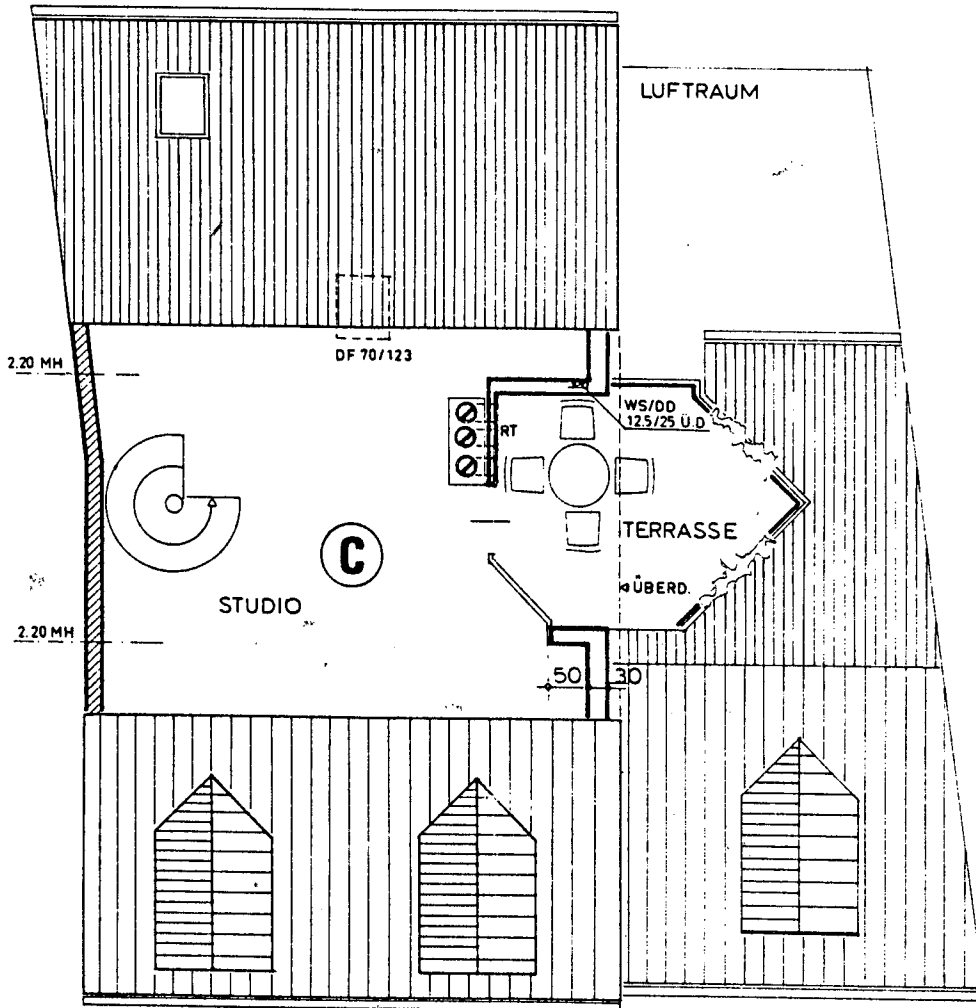 LUFTRAUM
DF 70/123
2.20 MH
WS/DD
12.5/25 Ü.D
RT
TERRASSE
C
ÜBERD.
STUDIO
2.20 MH
50 30